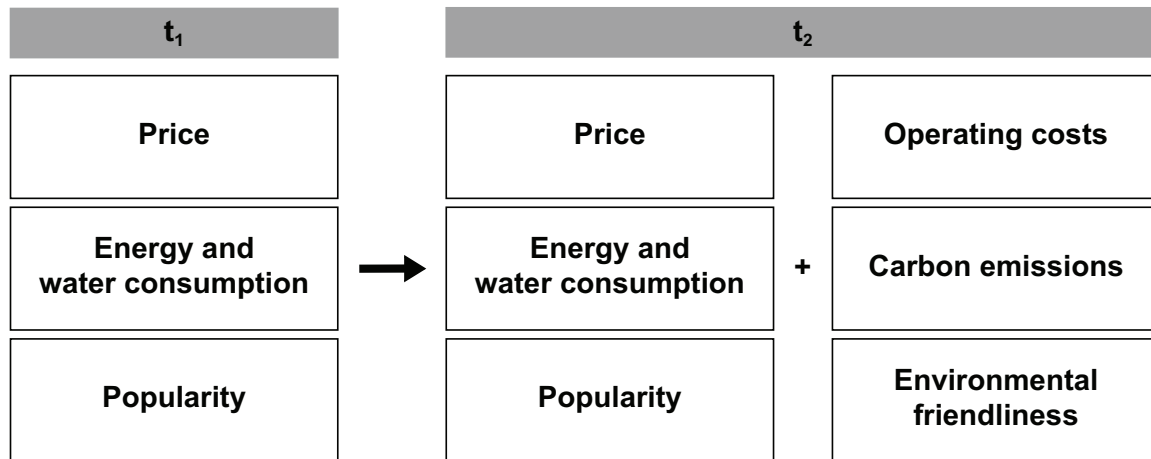 t₁
t₂
Price
Price
Operating costs
Energy and
water consumption
Energy and
water consumption
+
Carbon emissions
Popularity
Popularity
Environmental
friendliness